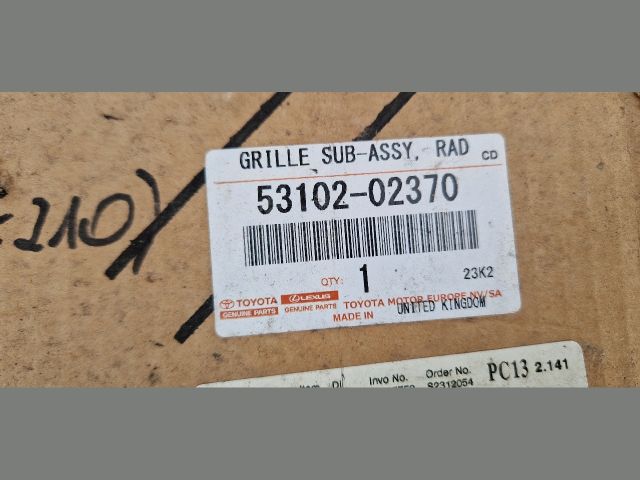 GRILLE SUB-ASSY, RAD CD
53102-02370
QTY: 1 23K2
TOYOTA LEXUS
GENUINE PARTS GENUINE PARTS
TOYOTA MOTOR EUROPE NV/SA
MADE IN UNITED KINGDOM
210)
Invo No. Order No. PC13 2.141
S2312054